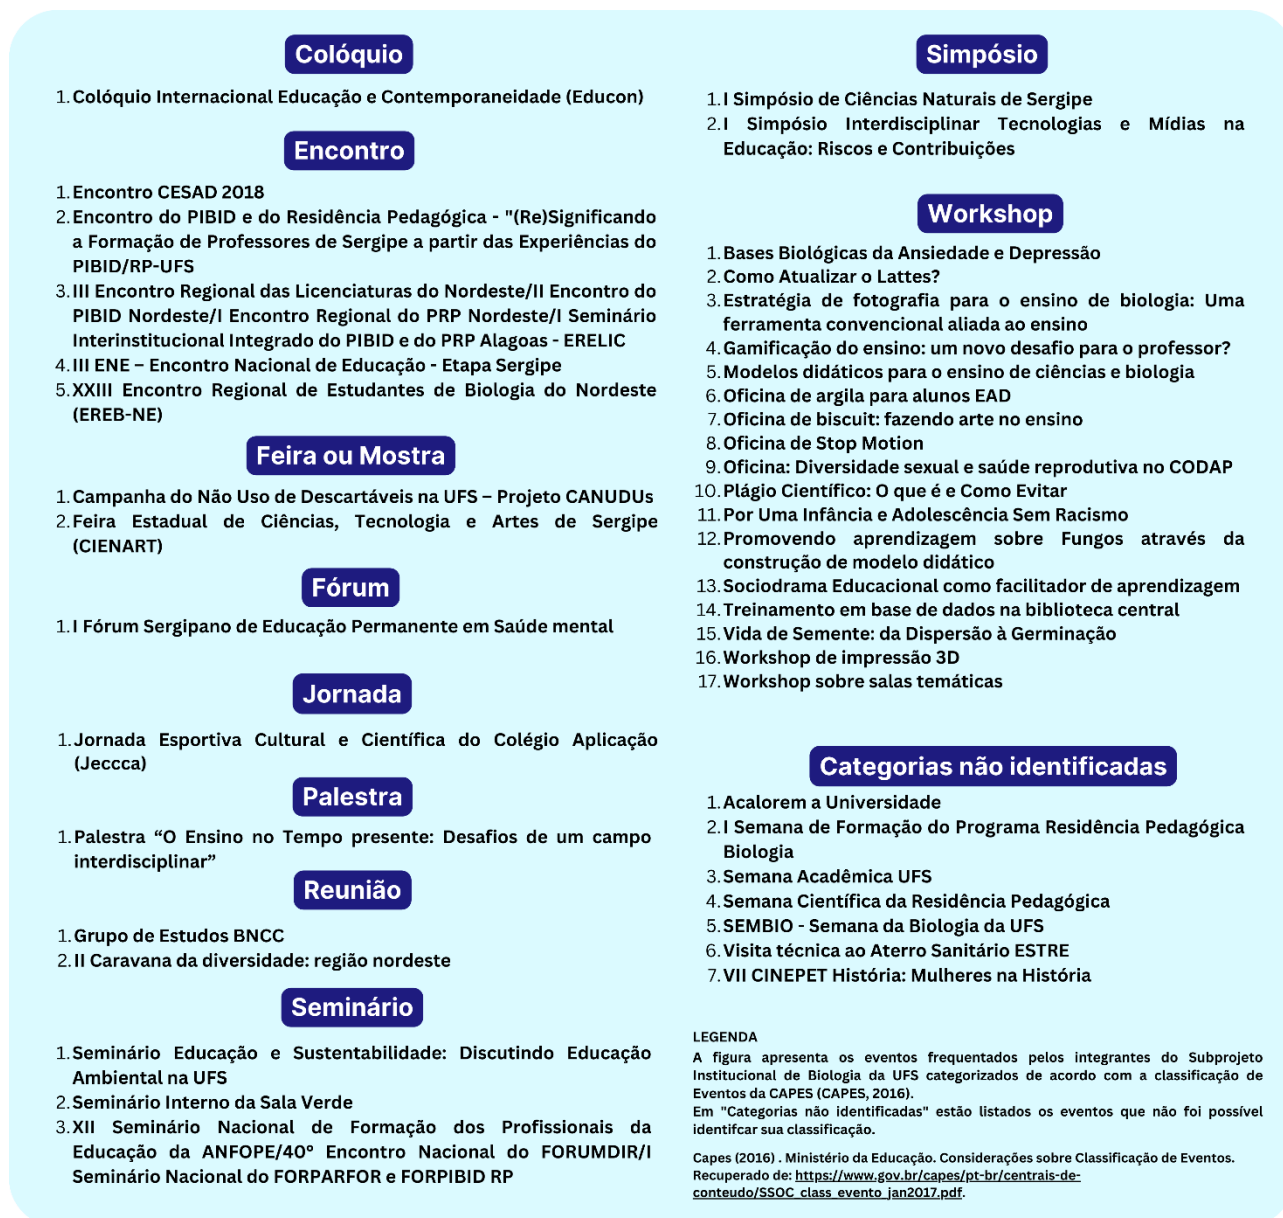 Colóquio
1. Colóquio Internacional Educação e Contemporaneidade (Educon)
Encontro
1. Encontro CESAD 2018
2. Encontro do PIBID e do Residência Pedagógica - "(Re)Significando
a Formação de Professores de Sergipe a partir das Experiências do
PIBID/RP-UFS
3. III Encontro Regional das Licenciaturas do Nordeste/II Encontro do
PIBID Nordeste/I Encontro Regional do PRP Nordeste/I Seminário
Interinstitucional Integrado do PIBID e do PRP Alagoas - ERELIC
4. III ENE – Encontro Nacional de Educação - Etapa Sergipe
5. XXIII Encontro Regional de Estudantes de Biologia do Nordeste
(EREB-NE)
Feira ou Mostra
1. Campanha do Não Uso de Descartáveis na UFS – Projeto CANUDUs
2. Feira Estadual de Ciências, Tecnologia e Artes de Sergipe
(CIENART)
Fórum
1. I Fórum Sergipano de Educação Permanente em Saúde mental
Jornada
1. Jornada Esportiva Cultural e Científica do Colégio Aplicação
(Jeccca)
Palestra
1. Palestra “O Ensino no Tempo presente: Desafios de um campo
interdisciplinar”
Reunião
1. Grupo de Estudos BNCC
2. II Caravana da diversidade: região nordeste
Seminário
1. Seminário Educação e Sustentabilidade: Discutindo Educação
Ambiental na UFS
2. Seminário Interno da Sala Verde
3. XII Seminário Nacional de Formação dos Profissionais da
Educação da ANFOPE/40° Encontro Nacional do FORUMDIR/I
Seminário Nacional do FORPARFOR e FORPIBID RP
Simpósio
1. I Simpósio de Ciências Naturais de Sergipe
2. I Simpósio Interdisciplinar Tecnologias e Mídias na
Educação: Riscos e Contribuições
Workshop
1. Bases Biológicas da Ansiedade e Depressão
2. Como Atualizar o Lattes?
3. Estratégia de fotografia para o ensino de biologia: Uma
ferramenta convencional aliada ao ensino
4. Gamificação do ensino: um novo desafio para o professor?
5. Modelos didáticos para o ensino de ciências e biologia
6. Oficina de argila para alunos EAD
7. Oficina de biscuit: fazendo arte no ensino
8. Oficina de Stop Motion
9. Oficina: Diversidade sexual e saúde reprodutiva no CODAP
10. Plágio Científico: O que é e Como Evitar
11. Por Uma Infância e Adolescência Sem Racismo
12. Promovendo aprendizagem sobre Fungos através da
construção de modelo didático
13. Sociodrama Educacional como facilitador de aprendizagem
14. Treinamento em base de dados na biblioteca central
15. Vida de Semente: da Dispersão à Germinação
16. Workshop de impressão 3D
17. Workshop sobre salas temáticas
Categorias não identificadas
1. Acalorem a Universidade
2. I Semana de Formação do Programa Residência Pedagógica
Biologia
3. Semana Acadêmica UFS
4. Semana Científica da Residência Pedagógica
5. SEMBIO - Semana da Biologia da UFS
6. Visita técnica ao Aterro Sanitário ESTRE
7. VII CINEPET História: Mulheres na História
LEGENDA
A figura apresenta os eventos frequentados pelos integrantes do Subprojeto
Institucional de Biologia da UFS categorizados de acordo com a classificação de
Eventos da CAPES (CAPES, 2016).
Em "Categorias não identificadas" estão listados os eventos que não foi possível
identifcar sua classificação.
Capes (2016) . Ministério da Educação. Considerações sobre Classificação de Eventos.
Recuperado de: https://www.gov.br/capes/pt-br/centrais-de-
conteudo/SSOC_class_evento_jan2017.pdf.